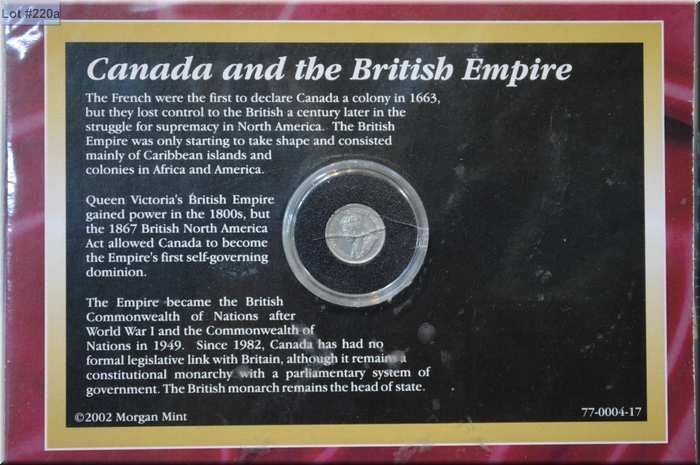 Lot #220a
Canada and the British Empire
The French were the first to declare Canada a colony in 1663,
but they lost control to the British a century later in the
struggle for supremacy in North America. The British
Empire was only starting to take shape and consisted
mainly of Caribbean islands and
colonies in Africa and America.
Queen Victoria's British Empire
gained power in the 1800s, but
the 1867 British North America
Act allowed Canada to become
the Empire's first self-governing
dominion.
The Empire became the British
Commonwealth of Nations after
World War I and the Commonwealth of
Nations in 1949. Since 1982, Canada has had no
formal legislative link with Britain, although it remains a
constitutional monarchy with a parliamentary system of
government. The British monarch remains the head of state.
©2002 Morgan Mint
77-0004-17